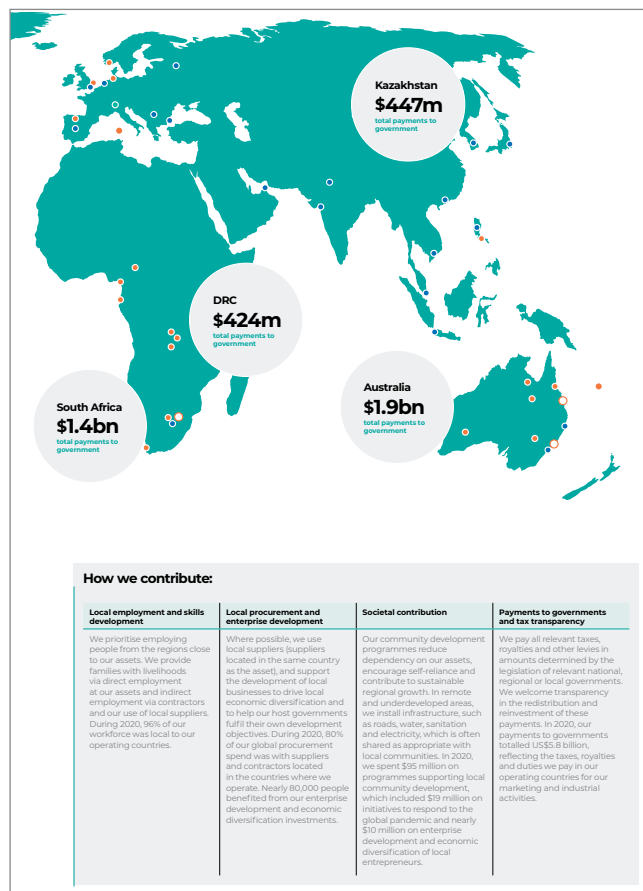 Kazakhstan
$447m
total payments to
government
DRC
$424m
total payments to
government
South Africa
$1.4bn
total payments to
government
Australia
$1.9bn
total payments to
government
How we contribute:
Local employment and skills
development
We prioritise employing
people from the regions close
to our assets. We provide
families with livelihoods
via direct employment
at our assets and indirect
employment via contractors
and our use of local suppliers.
During 2020, 96% of our
workforce was local to our
operating countries.
Local procurement and
enterprise development
Where possible, we use
local suppliers (suppliers
located in the same country
as the asset), and support
the development of local
businesses to drive local
economic diversification and
to help our host governments
fulfil their own development
objectives. During 2020, 80%
of our global procurement
spend was with suppliers
and contractors located
in the countries where we
operate. Nearly 80,000 people
benefited from our enterprise
development and economic
diversification investments.
Societal contribution
Our community development
programmes reduce
dependency on our assets,
encourage self-reliance and
contribute to sustainable
regional growth. In remote
and underdeveloped areas,
we install infrastructure, such
as roads, water, sanitation
and electricity, which is often
shared as appropriate with
local communities. In 2020,
we spent $95 million on
programmes supporting local
community development,
which included $19 million on
initiatives to respond to the
global pandemic and nearly
$10 million on enterprise
development and economic
diversification of local
entrepreneurs.
Payments to governments
and tax transparency
We pay all relevant taxes,
royalties and other levies in
amounts determined by the
legislation of relevant national,
regional or local governments.
We welcome transparency
in the redistribution and
reinvestment of these
payments. In 2020, our
payments to governments
totalled US$5.8 billion,
reflecting the taxes, royalties
and duties we pay in our
operating countries for our
marketing and industrial
activities.